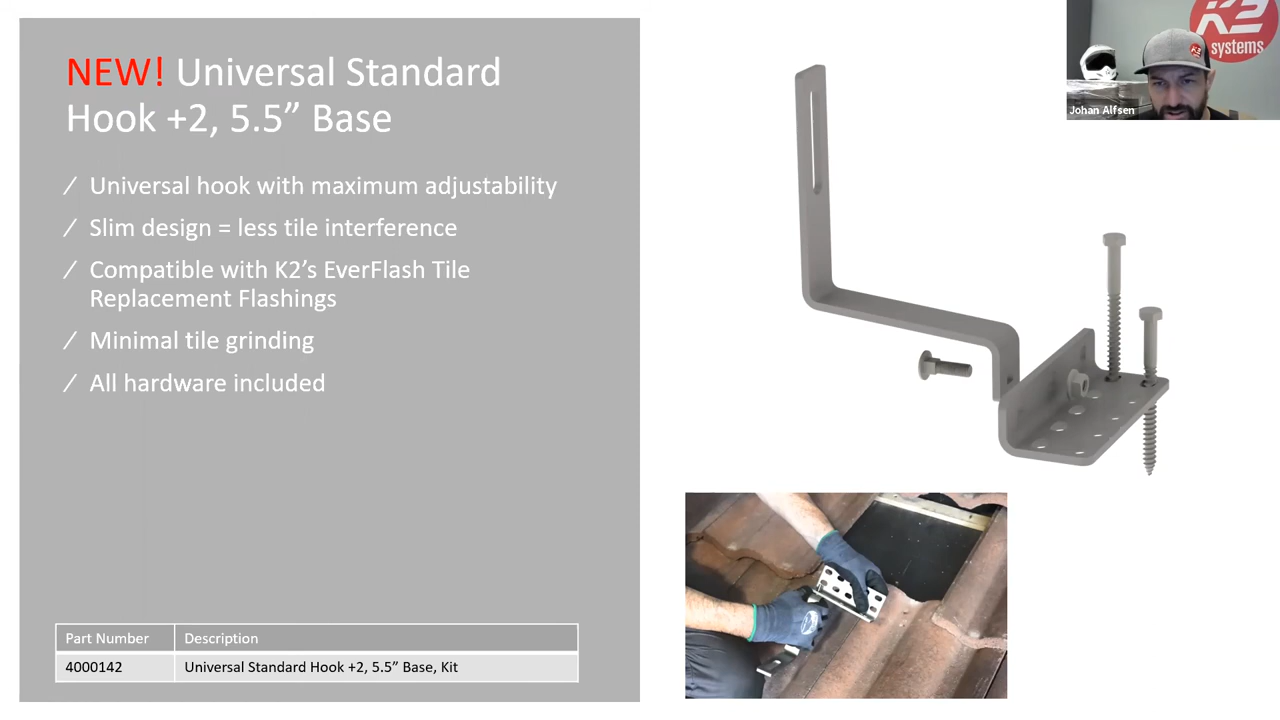 NEW! Universal Standard
Hook +2, 5.5” Base
/ Universal hook with maximum adjustability
/ Slim design = less tile interference
/ Compatible with K2’s EverFlash Tile
Replacement Flashings
/ Minimal tile grinding
/ All hardware included
Part Number Description
4000142 Universal Standard Hook +2, 5.5” Base, Kit
K2
systems
Johan Alfsen